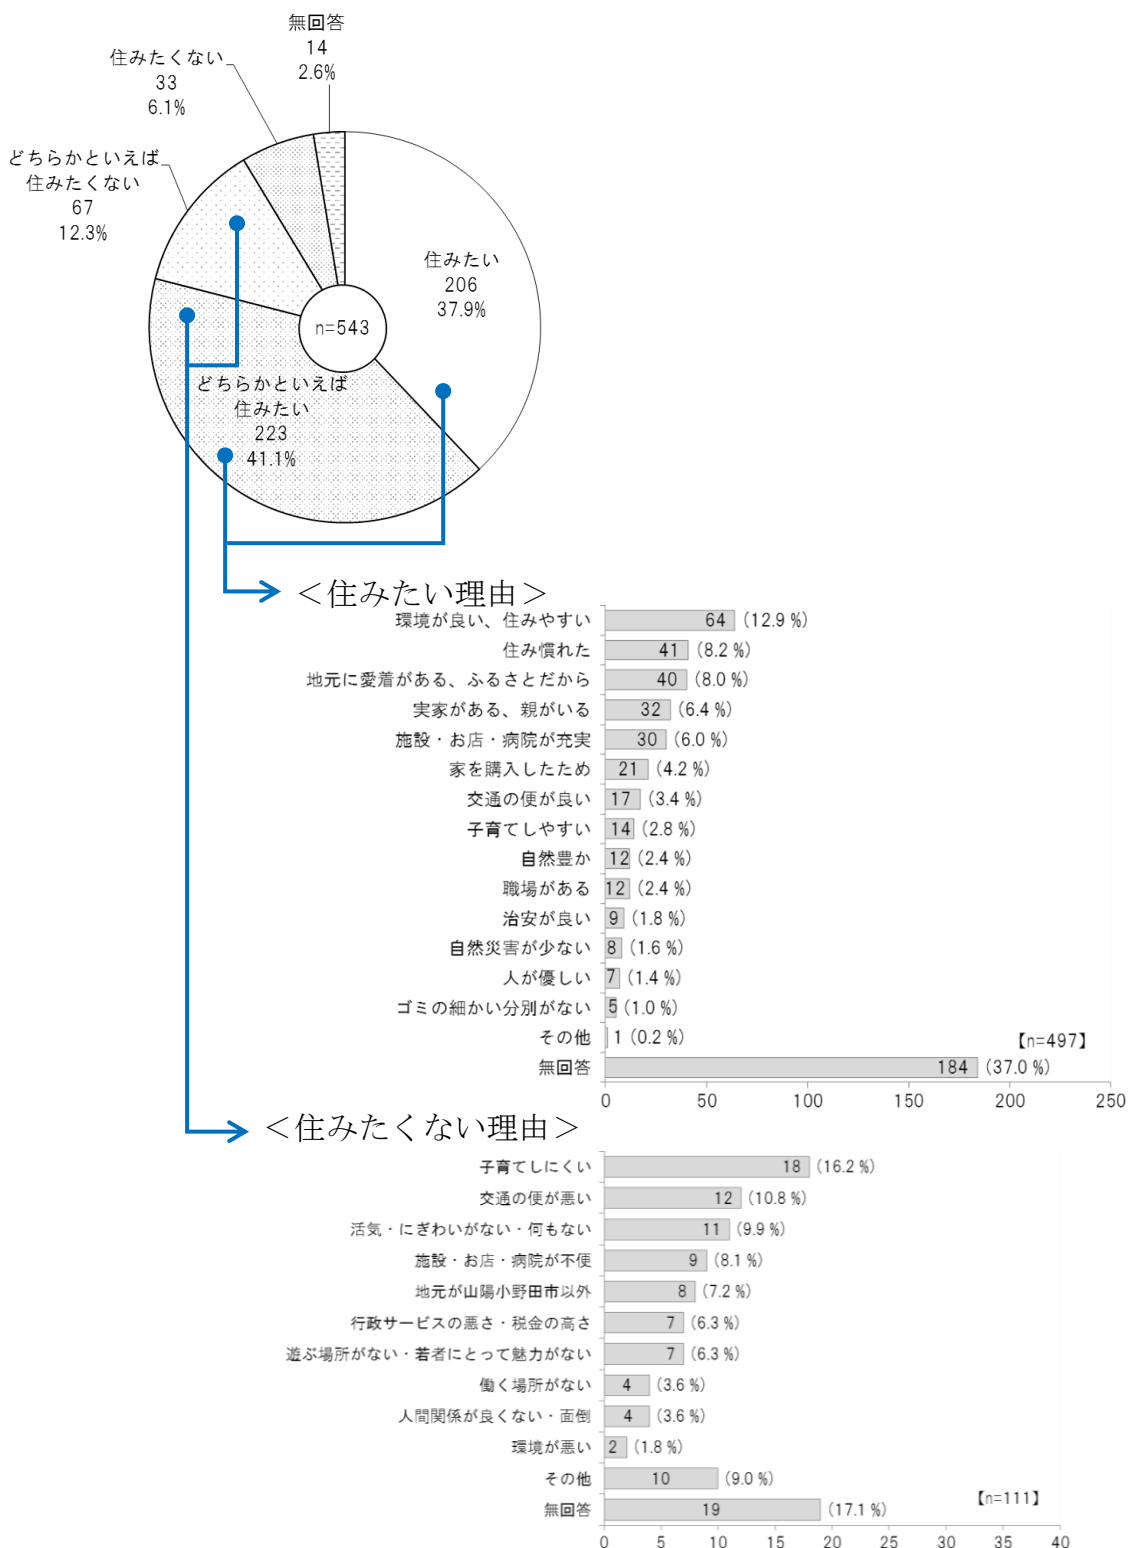 無回答
14
2.6%
住みたくない
33
6.1%
どちらかといえば
住みたくない
67
12.3%
住みたい
206
37.9%
n=543
どちらかといえば
住みたい
223
41.1%
＜住みたい理由＞
環境が良い、住みやすい 64 (12.9 %)
住み慣れた 41 (8.2 %)
地元に愛着がある、ふるさとだから 40 (8.0 %)
実家がある、親がいる 32 (6.4 %)
施設・お店・病院が充実 30 (6.0 %)
家を購入したため 21 (4.2 %)
交通の便が良い 17 (3.4 %)
子育てしやすい 14 (2.8 %)
自然豊か 12 (2.4 %)
職場がある 12 (2.4 %)
治安が良い 9 (1.8 %)
自然災害が少ない 8 (1.6 %)
人が優しい 7 (1.4 %)
ゴミの細かい分別がない 5 (1.0 %)
その他 1 (0.2 %)
【n=497】
無回答 184 (37.0 %)
0 50 100 150 200 250
＜住みたくない理由＞
子育てしにくい 18 (16.2 %)
交通の便が悪い 12 (10.8 %)
活気・にぎわいがない・何もない 11 (9.9 %)
施設・お店・病院が不便 9 (8.1 %)
地元が山陽小野田市以外 8 (7.2 %)
行政サービスの悪さ・税金の高さ 7 (6.3 %)
遊ぶ場所がない・若者にとって魅力がない 7 (6.3 %)
働く場所がない 4 (3.6 %)
人間関係が良くない・面倒 4 (3.6 %)
環境が悪い 2 (1.8 %)
その他 10 (9.0 %)
【n=111】
無回答 19 (17.1 %)
0 5 10 15 20 25 30 35 40